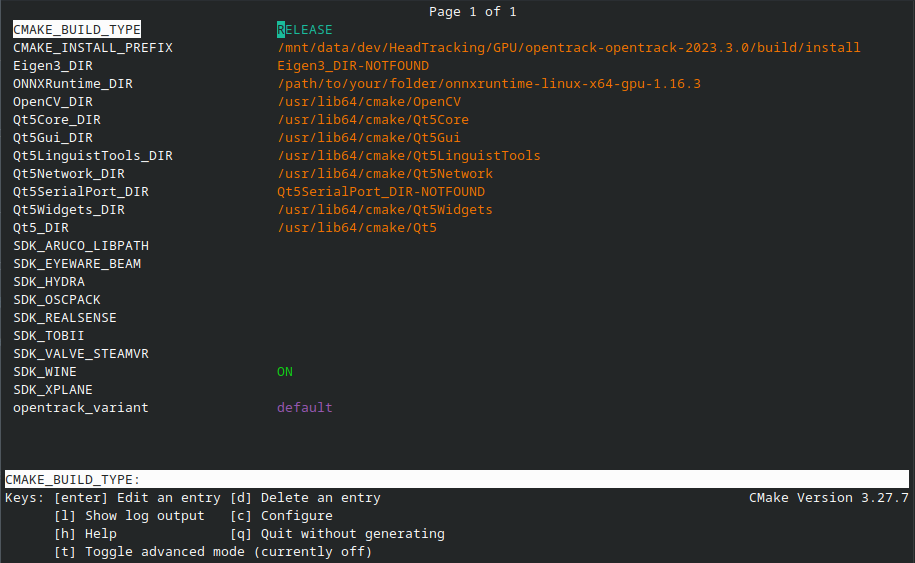 Page 1 of 1
CMAKE_BUILD_TYPE RELEASE
CMAKE_INSTALL_PREFIX /mnt/data/dev/HeadTracking/GPU/opentrack-opentrack-2023.3.0/build/install
Eigen3_DIR Eigen3_DIR-NOTFOUND
ONNXRuntime_DIR /path/to/your/folder/onnxruntime-linux-x64-gpu-1.16.3
OpenCV_DIR /usr/lib64/cmake/OpenCV
Qt5Core_DIR /usr/lib64/cmake/Qt5Core
Qt5Gui_DIR /usr/lib64/cmake/Qt5Gui
Qt5LinguistTools_DIR /usr/lib64/cmake/Qt5LinguistTools
Qt5Network_DIR /usr/lib64/cmake/Qt5Network
Qt5SerialPort_DIR Qt5SerialPort_DIR-NOTFOUND
Qt5Widgets_DIR /usr/lib64/cmake/Qt5Widgets
Qt5_DIR /usr/lib64/cmake/Qt5
SDK_ARUCO_LIBPATH
SDK_EYEWARE_BEAM
SDK_HYDRA
SDK_OSCPACK
SDK_REALSENSE
SDK_TOBII
SDK_VALVE_STEAMVR
SDK_WINE ON
SDK_XPLANE
opentrack_variant default
CMAKE_BUILD_TYPE:
Keys: [enter] Edit an entry [d] Delete an entry CMake Version 3.27.7
[l] Show log output [c] Configure
[h] Help [q] Quit without generating
[t] Toggle advanced mode (currently off)